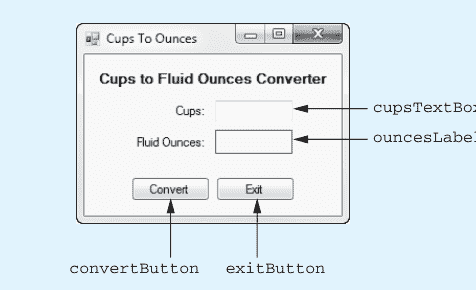 Cups To Ounces
Cups to Fluid Ounces Converter
Cups:
cupsTextBox
Fluid Ounces:
ouncesLabel
Convert
Exit
convertButton
exitButton